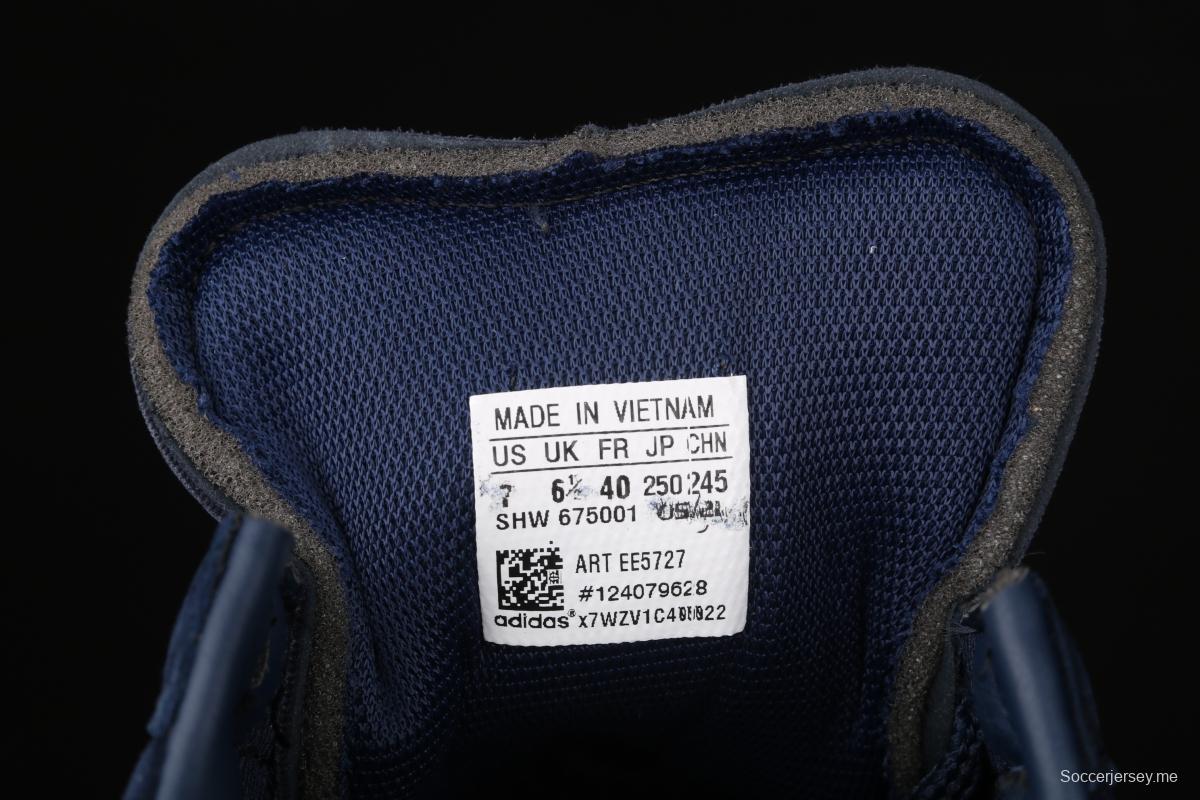 MADE IN VIETNAM
US UK FR JP CHN
7 6½ 40 250 245
SHW 675001
ART EE5727
#124079628
adidas®
Soccerjersey.me